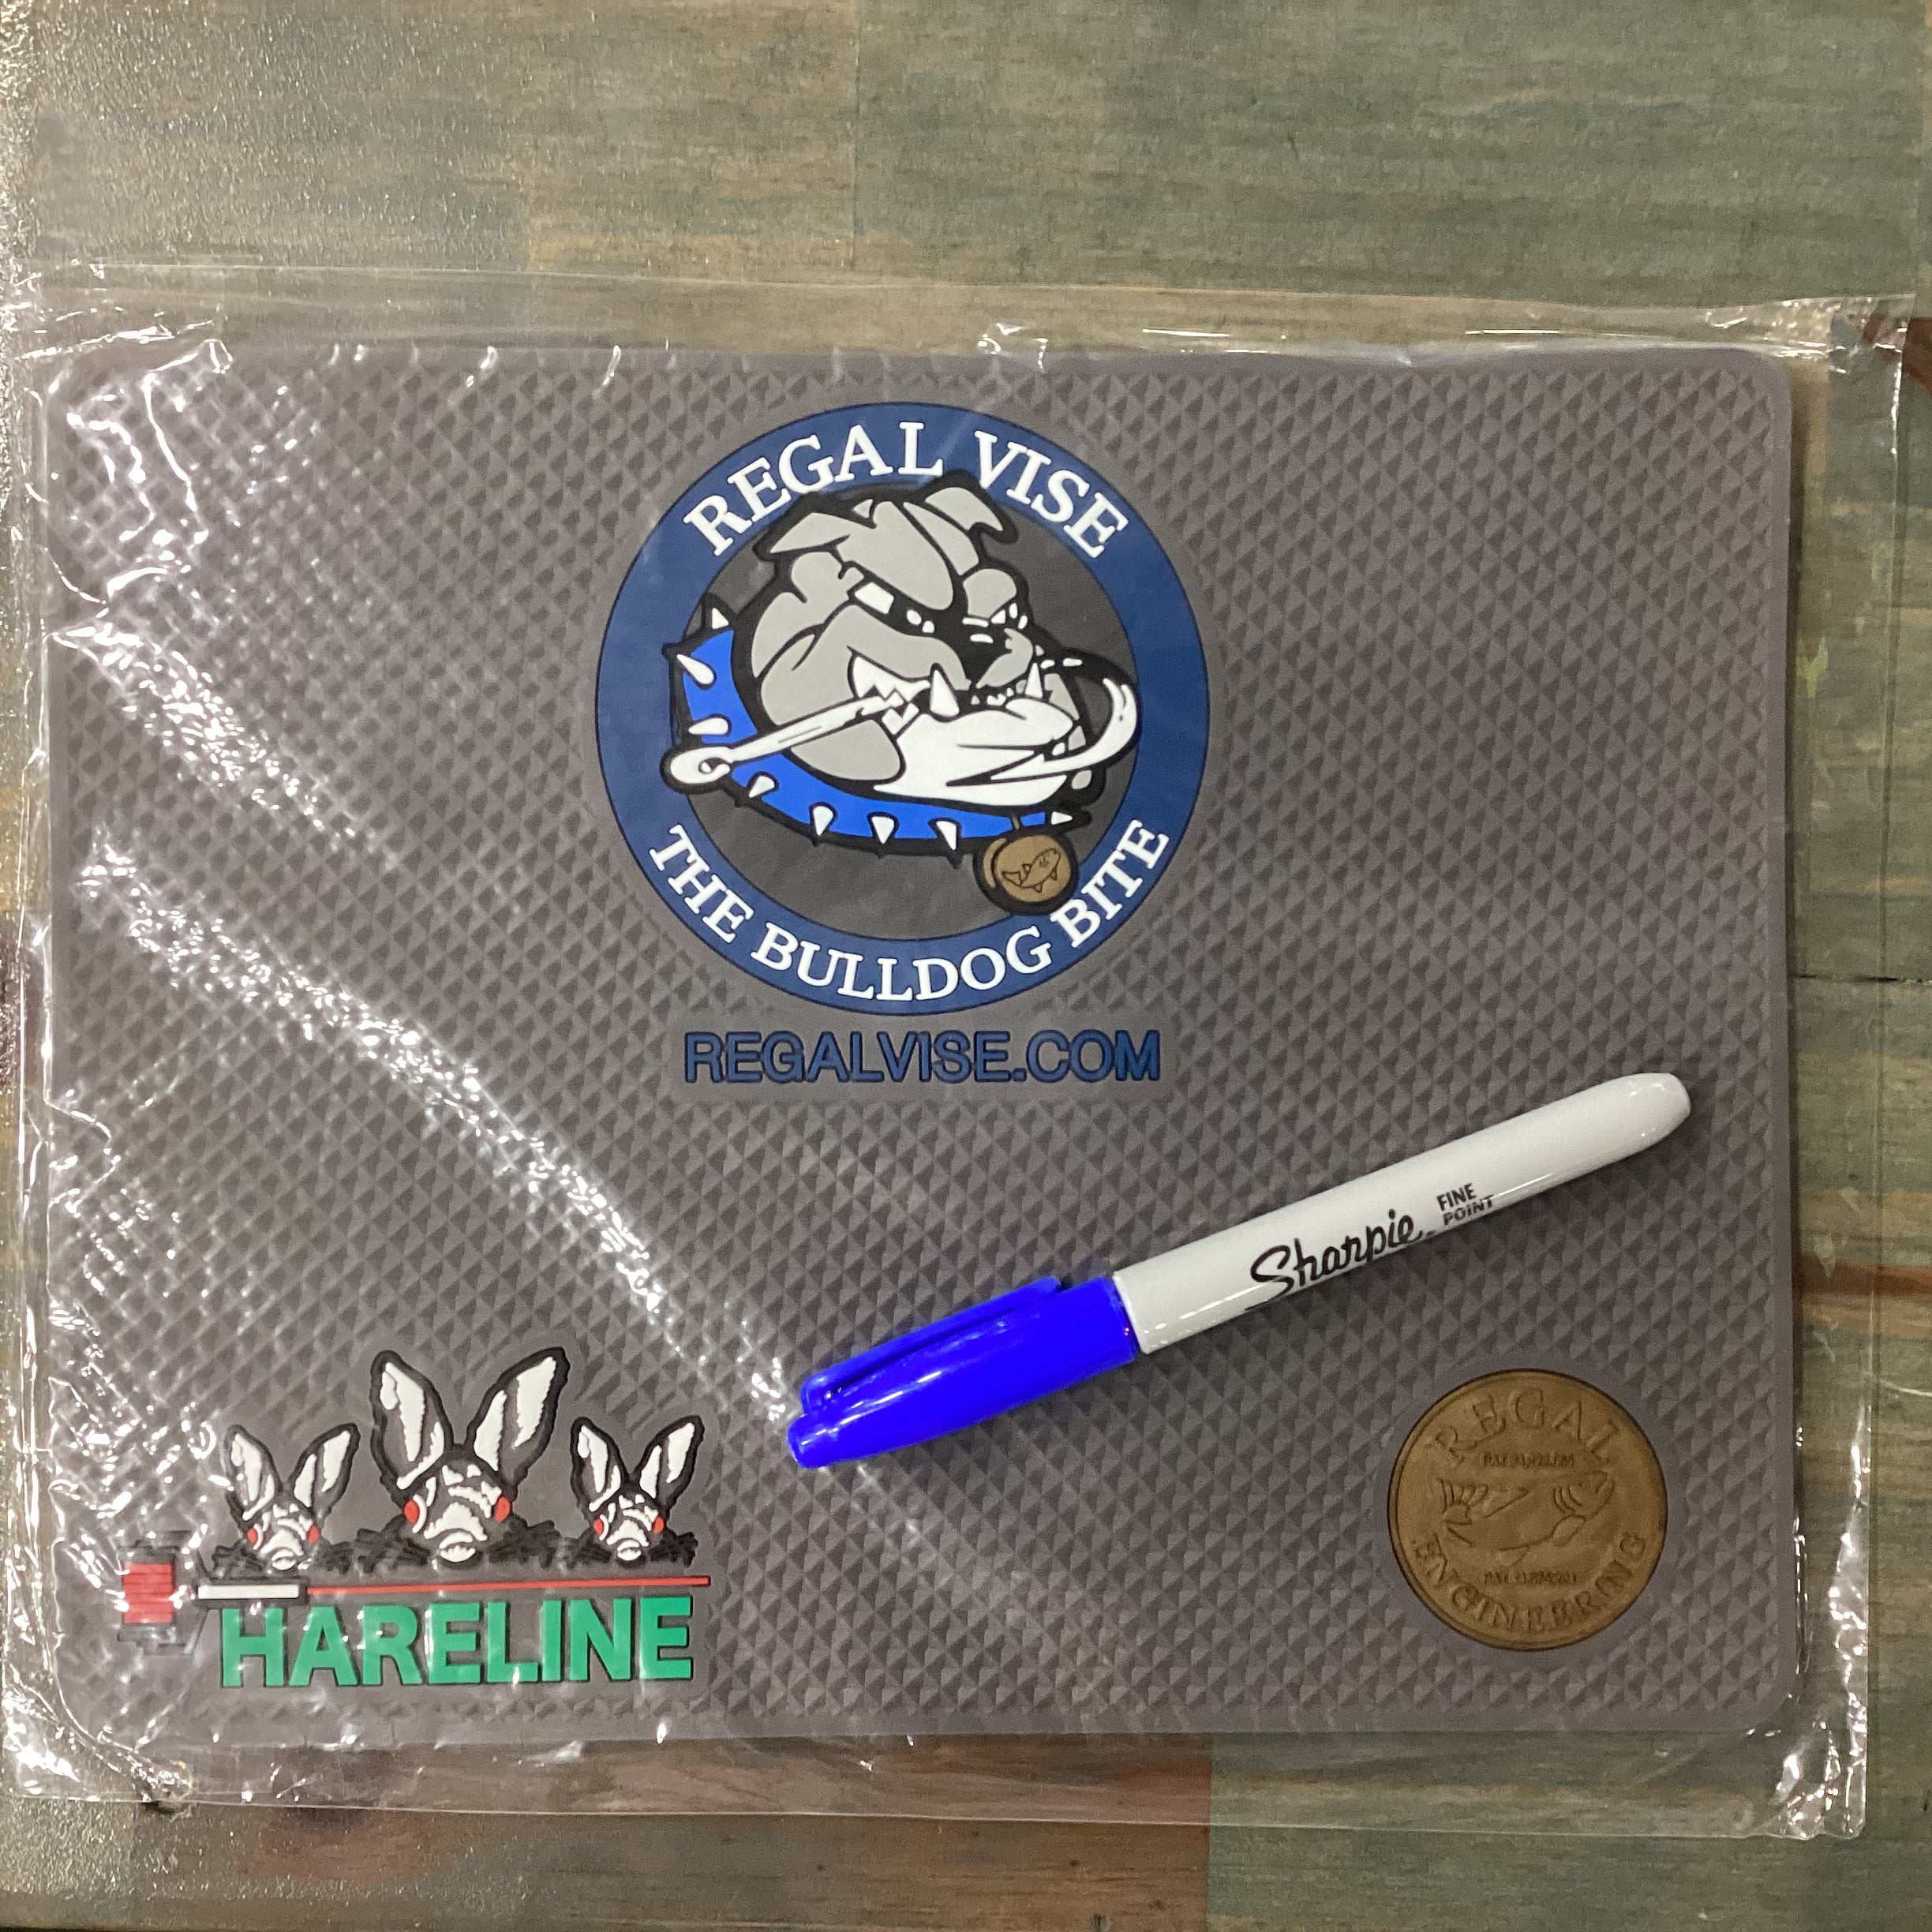 REGAL VISE
THE BULLDOG BITE
REGALVISE.COM
Sharpie
FINE
POINT
HARELINE
REGAL
ENGINEERING